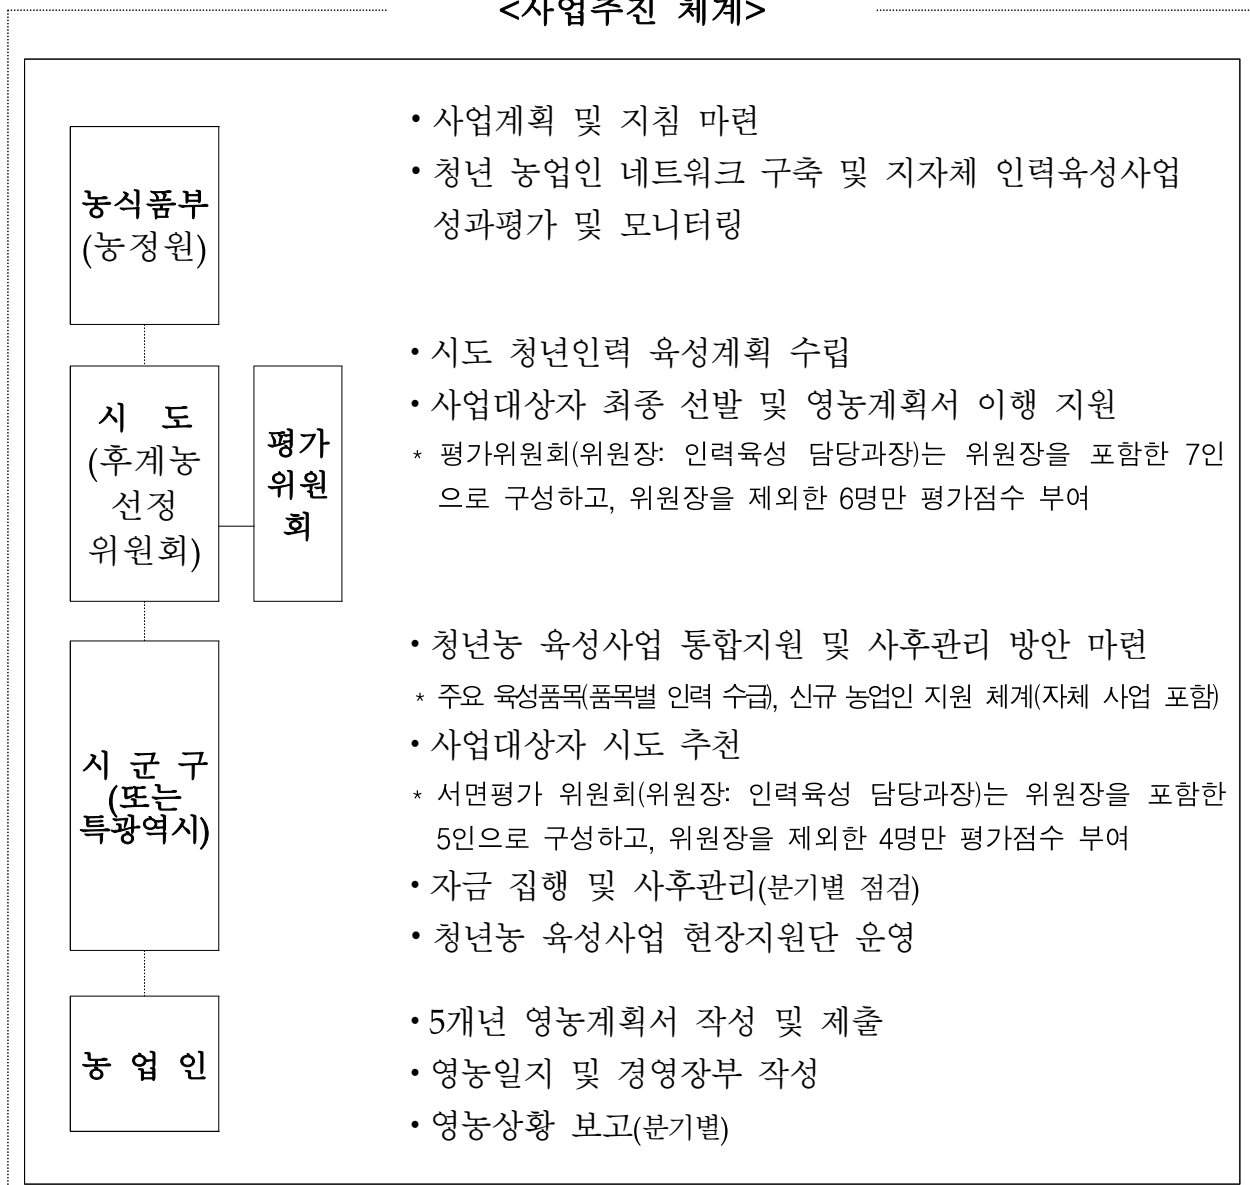 <사업추진 체계>
농식품부
(농정원)
• 사업계획 및 지침 마련
• 청년 농업인 네트워크 구축 및 지자체 인력육성사업
성과평가 및 모니터링
시 도
(후계농
선정
위원회)
평가
위원
회
• 시도 청년인력 육성계획 수립
• 사업대상자 최종 선발 및 영농계획서 이행 지원
* 평가위원회(위원장: 인력육성 담당과장)는 위원장을 포함한 7인
으로 구성하고, 위원장을 제외한 6명만 평가점수 부여
시 군 구
(또는
특광역시)
• 청년농 육성사업 통합지원 및 사후관리 방안 마련
* 주요 육성품목(품목별 인력 수급), 신규 농업인 지원 체계(자체 사업 포함)
• 사업대상자 시도 추천
* 서면평가 위원회(위원장: 인력육성 담당과장)는 위원장을 포함한
5인으로 구성하고, 위원장을 제외한 4명만 평가점수 부여
• 자금 집행 및 사후관리(분기별 점검)
• 청년농 육성사업 현장지원단 운영
농 업 인
• 5개년 영농계획서 작성 및 제출
• 영농일지 및 경영장부 작성
• 영농상황 보고(분기별)